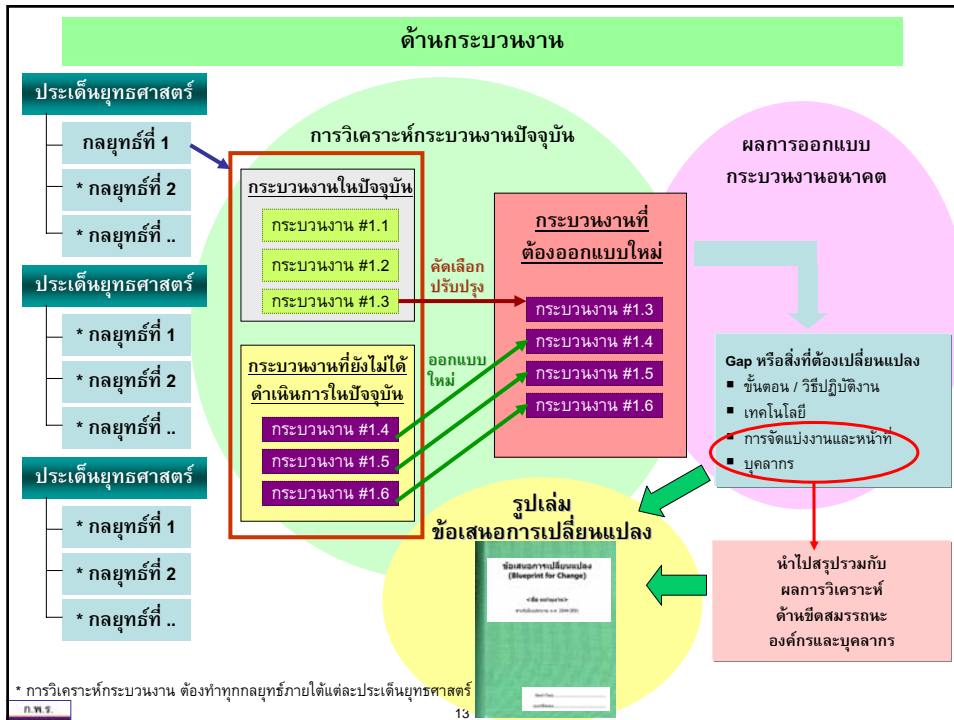 ด้านกระบวนงาน
ประเด็นยุทธศาสตร์
กลยุทธ์ที่ 1
* กลยุทธ์ที่ 2
* กลยุทธ์ที่ ..
ประเด็นยุทธศาสตร์
* กลยุทธ์ที่ 1
* กลยุทธ์ที่ 2
* กลยุทธ์ที่ ..
ประเด็นยุทธศาสตร์
* กลยุทธ์ที่ 1
* กลยุทธ์ที่ 2
* กลยุทธ์ที่ ..
การวิเคราะห์กระบวนงานปัจจุบัน
กระบวนงานในปัจจุบัน
กระบวนงาน #1.1
กระบวนงาน #1.2
กระบวนงาน #1.3
คัดเลือก
ปรับปรุง
กระบวนงานที่ยังไม่ได้
ดำเนินการในปัจจุบัน
กระบวนงาน #1.4
กระบวนงาน #1.5
กระบวนงาน #1.6
ออกแบบ
ใหม่
กระบวนงานที่
ต้องออกแบบใหม่
กระบวนงาน #1.3
กระบวนงาน #1.4
กระบวนงาน #1.5
กระบวนงาน #1.6
ผลการออกแบบ
กระบวนงานอนาคต
Gap หรือสิ่งที่ต้องเปลี่ยนแปลง
▪ ขั้นตอน / วิธีปฏิบัติงาน
▪ เทคโนโลยี
▪ การจัดแบ่งงานและหน้าที่
▪ บุคลากร
รูปเล่ม
ข้อเสนอการเปลี่ยนแปลง
ข้อเสนอการเปลี่ยนแปลง
(Blueprint for Change)
นำไปสรุปรวมกับ
ผลการวิเคราะห์
ด้านขีดสมรรถนะ
องค์กรและบุคลากร
* การวิเคราะห์กระบวนงาน ต้องทำทุกกลยุทธ์ภายใต้แต่ละประเด็นยุทธศาสตร์
ก.พ.ร.
13